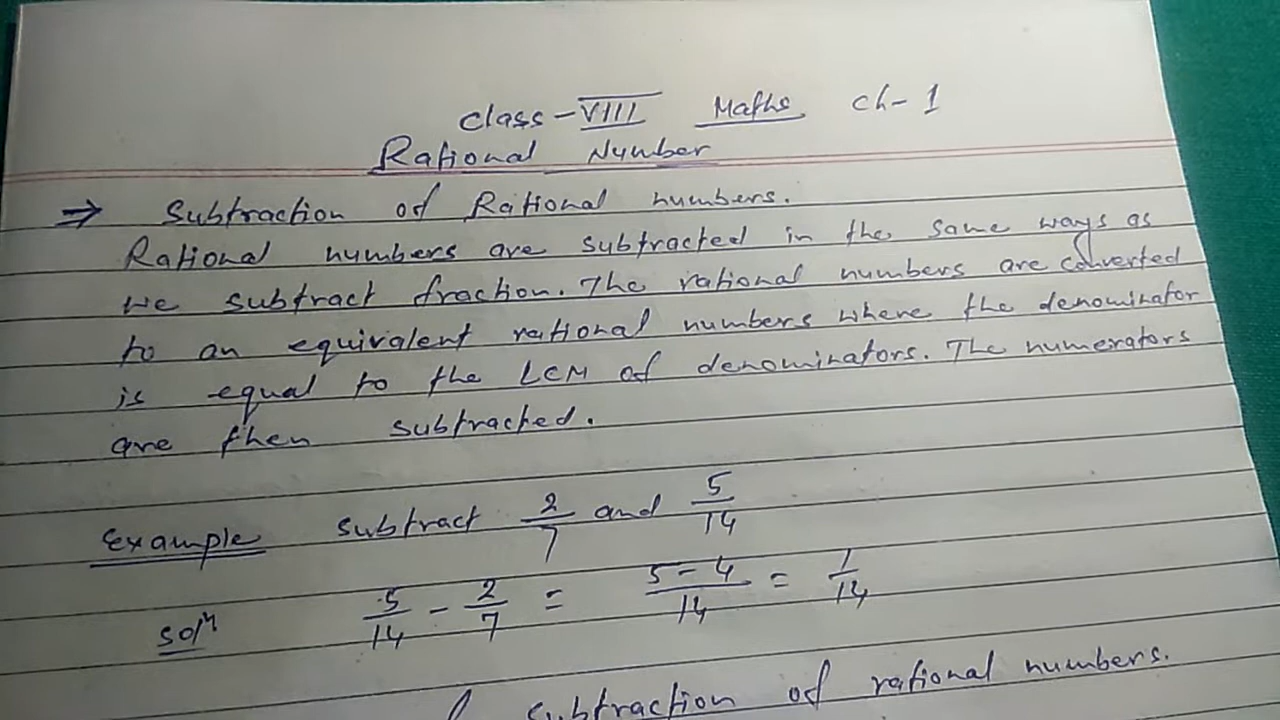 Class-VIII Maths Ch-1
Rational Number
⇒ Subtraction of Rational numbers.
Rational numbers are subtracted in the same ways as
we subtract fraction. The rational numbers are converted
to an equivalent rational numbers where the denominator
is equal to the LCM of denominators. The numerators
are then subtracted.
Example subtract 2/7 and 5/14
Solⁿ 5/14 - 2/7 = 5-4/14 = 1/14
subtraction of rational numbers.